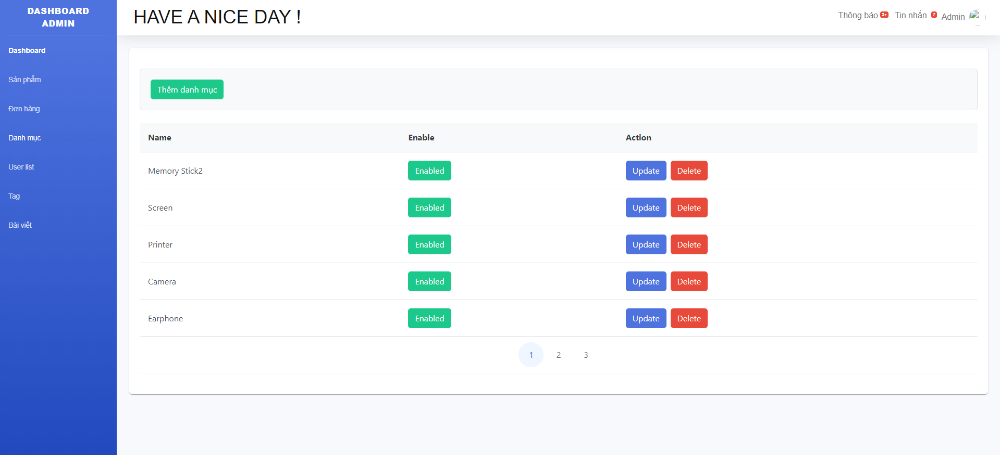 DASHBOARD
ADMIN
Dashboard
Sản phẩm
Đơn hàng
Danh mục
User list
Tag
Bài viết
HAVE A NICE DAY !
Thông báo 3+ Tin nhắn 7 Admin
Thêm danh mục
Name Enable Action
Memory Stick2 Enabled Update Delete
Screen Enabled Update Delete
Printer Enabled Update Delete
Camera Enabled Update Delete
Earphone Enabled Update Delete
1 2 3